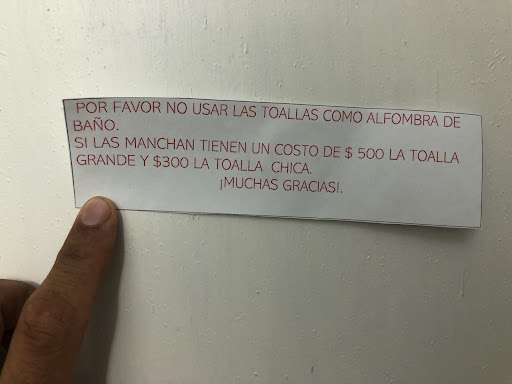 POR FAVOR NO USAR LAS TOALLAS COMO ALFOMBRA DE
BAÑO.
SI LAS MANCHAN TIENEN UN COSTO DE $ 500 LA TOALLA
GRANDE Y $300 LA TOALLA CHICA.
¡MUCHAS GRACIAS!.